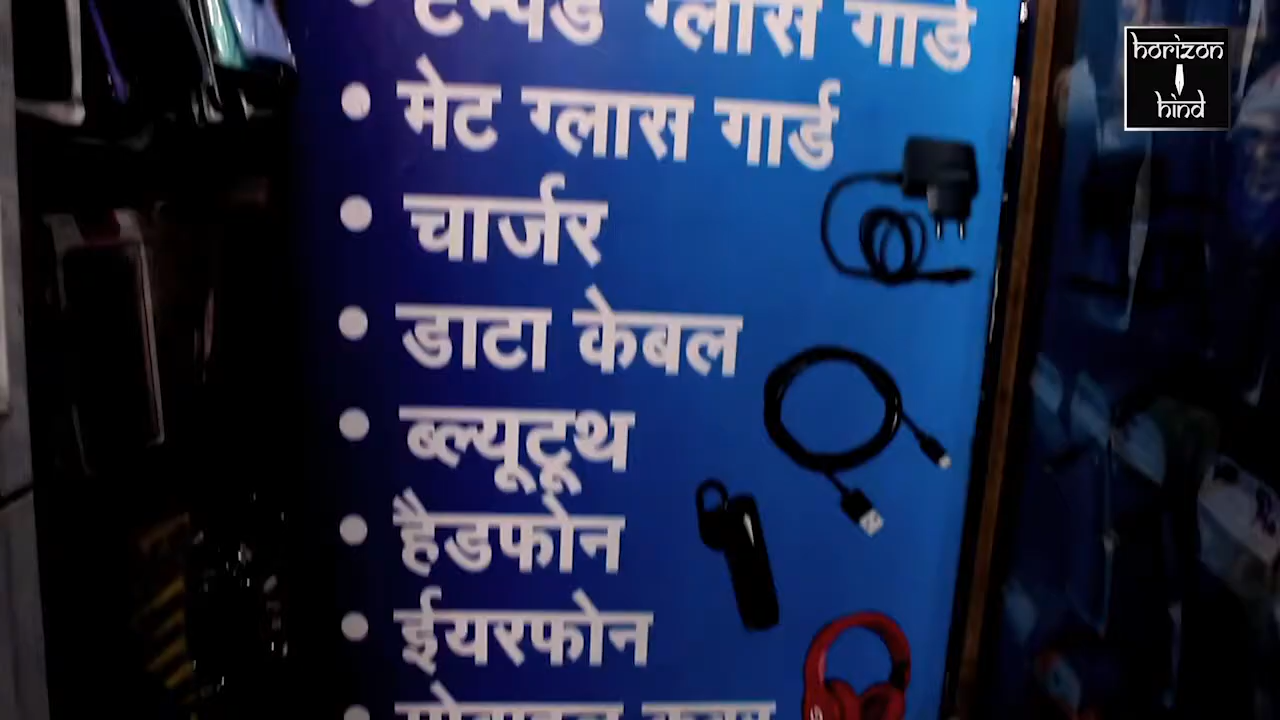 ग्लास गार्ड
• मेट ग्लास गार्ड
• चार्जर
• डाटा केबल
• ब्ल्यूटूथ
• हैडफोन
• ईयरफोन
horizon
hind